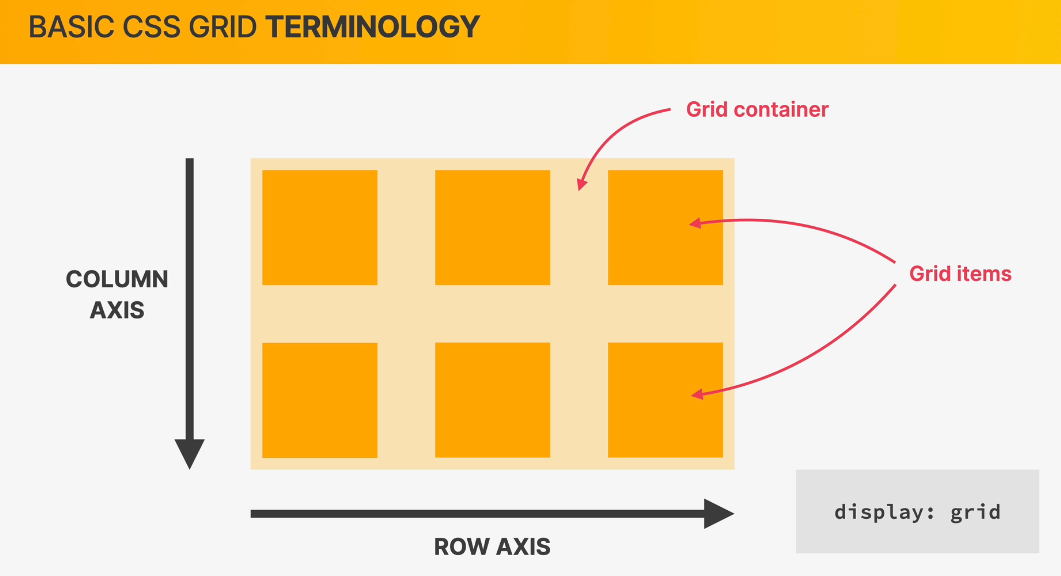 BASIC CSS GRID TERMINOLOGY
Grid container
COLUMN
AXIS
Grid items
display: grid
ROW AXIS